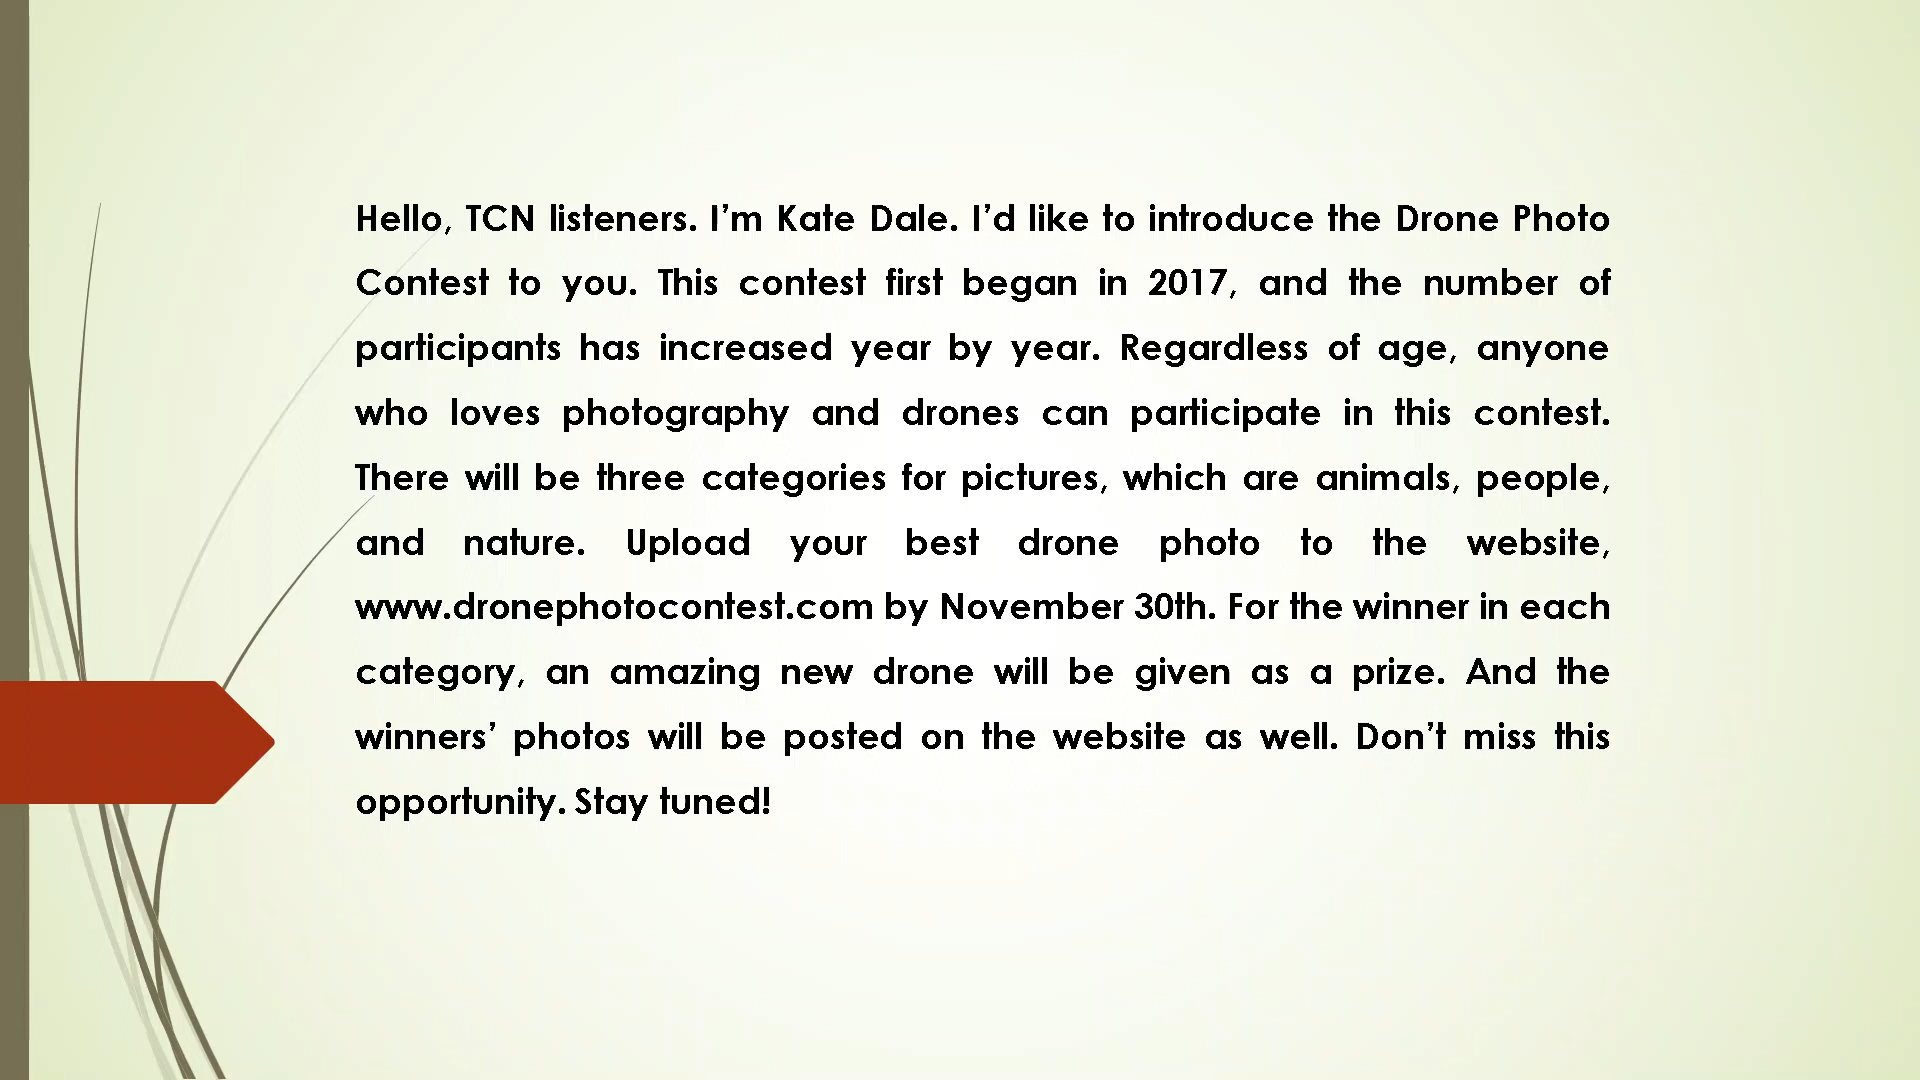 Hello, TCN listeners. I’m Kate Dale. I’d like to introduce the Drone Photo
Contest to you. This contest first began in 2017, and the number of
participants has increased year by year. Regardless of age, anyone
who loves photography and drones can participate in this contest.
There will be three categories for pictures, which are animals, people,
and nature. Upload your best drone photo to the website,
www.dronephotocontest.com by November 30th. For the winner in each
category, an amazing new drone will be given as a prize. And the
winners’ photos will be posted on the website as well. Don’t miss this
opportunity. Stay tuned!